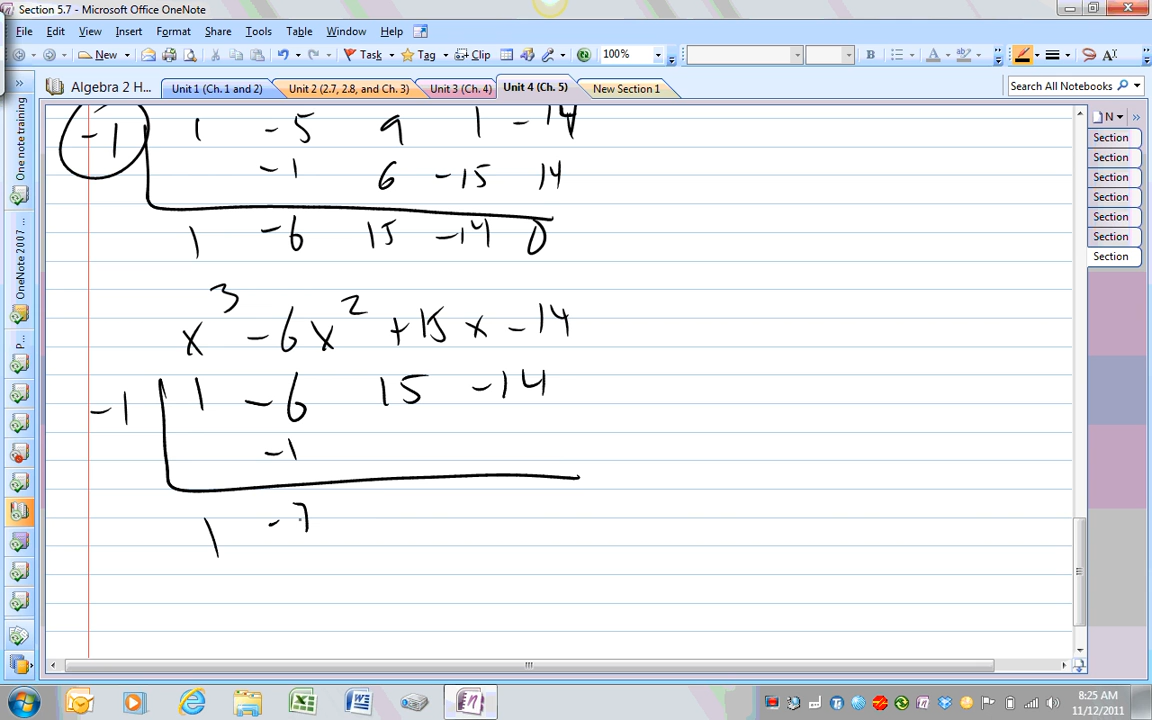 Section 5.7 - Microsoft Office OneNote
File Edit View Insert Format Share Tools Table Window Help
New Task Tag Clip 100% B A ab
Algebra 2 H... Unit 1 (Ch. 1 and 2) Unit 2 (2.7, 2.8, and Ch. 3) Unit 3 (Ch. 4) Unit 4 (Ch. 5) New Section 1 Search All Notebooks
One note training
OneNote 2007 ...
P...
N
Section
Section
Section
Section
Section
Section
Section
-1 1 -5 9 1 -14
-1 6 -15 14
1 -6 15 -14 0
x³ -6x² +15x -14
-1 1 -6 15 -14
-1
1 -7
8:25 AM
11/12/2011